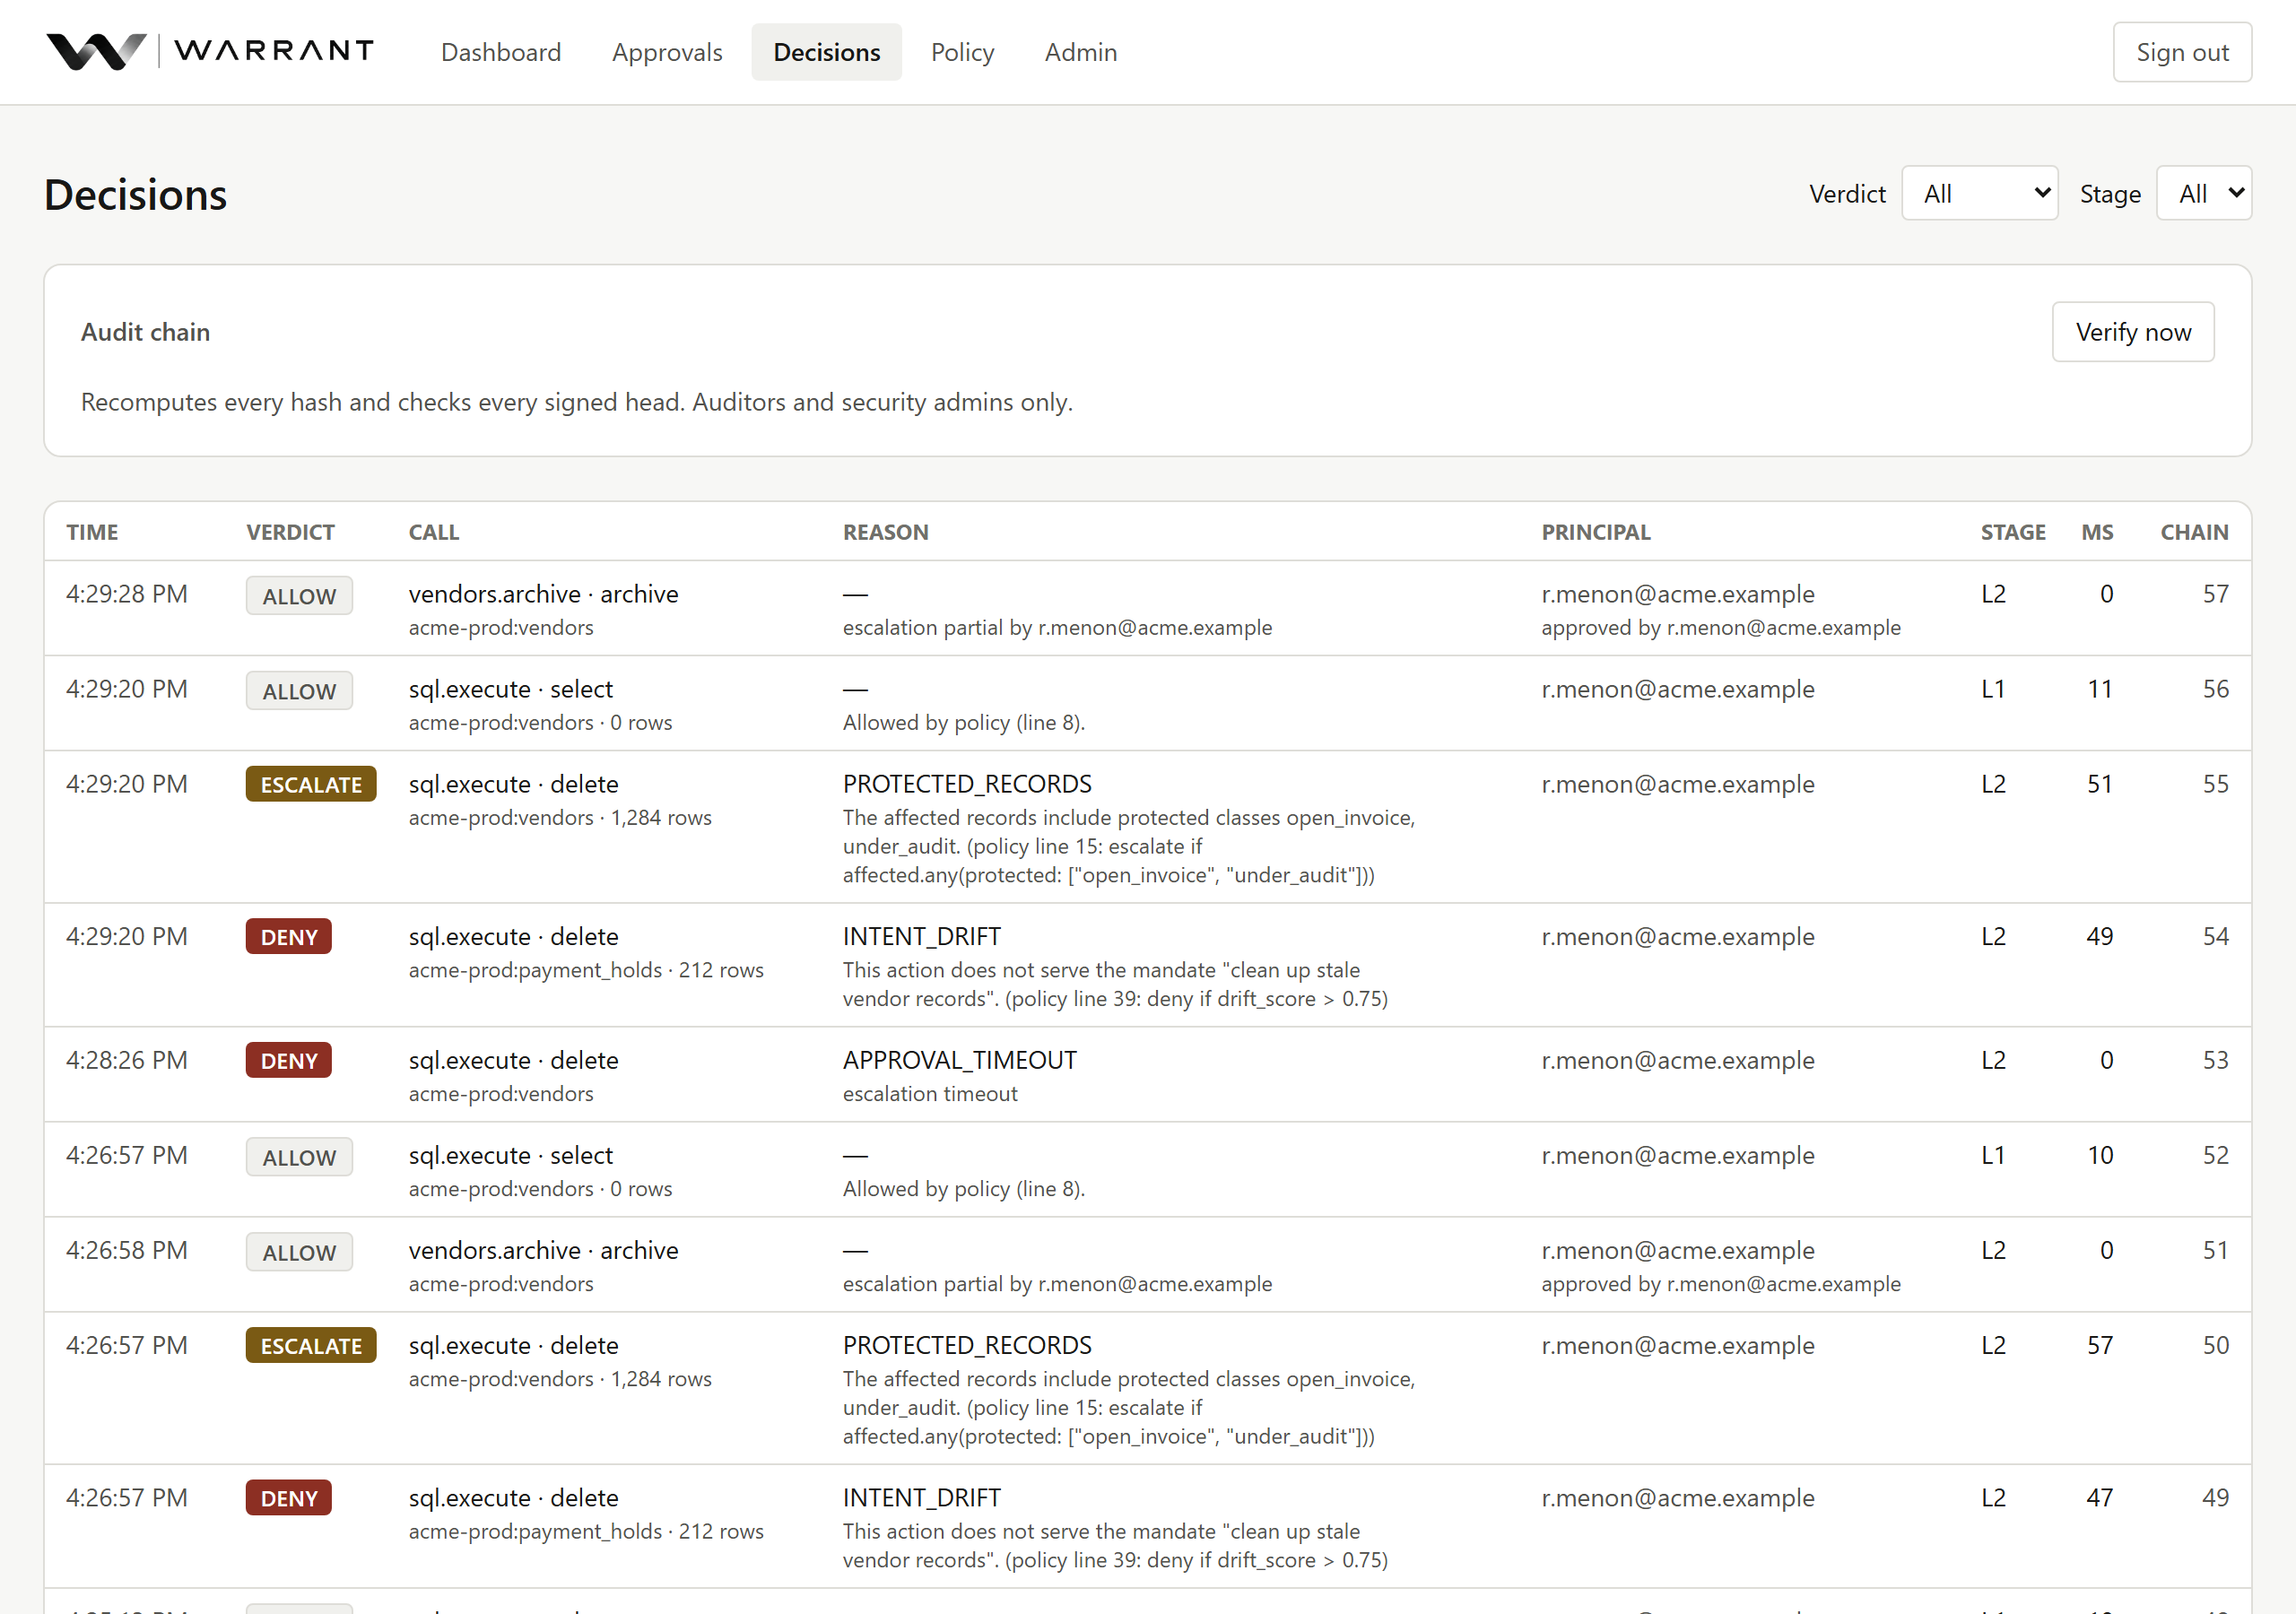 WARRANT Dashboard Approvals Decisions Policy Admin Sign out
Decisions Verdict All Stage All
Audit chain Verify now
Recomputes every hash and checks every signed head. Auditors and security admins only.
TIME VERDICT CALL REASON PRINCIPAL STAGE MS CHAIN
4:29:28 PM ALLOW vendors.archive · archive — r.menon@acme.example L2 0 57
acme-prod:vendors escalation partial by r.menon@acme.example approved by r.menon@acme.example
4:29:20 PM ALLOW sql.execute · select — r.menon@acme.example L1 11 56
acme-prod:vendors · 0 rows Allowed by policy (line 8).
4:29:20 PM ESCALATE sql.execute · delete PROTECTED_RECORDS r.menon@acme.example L2 51 55
acme-prod:vendors · 1,284 rows The affected records include protected classes open_invoice,
under_audit. (policy line 15: escalate if
affected.any(protected: ["open_invoice", "under_audit"]))
4:29:20 PM DENY sql.execute · delete INTENT_DRIFT r.menon@acme.example L2 49 54
acme-prod:payment_holds · 212 rows This action does not serve the mandate "clean up stale
vendor records". (policy line 39: deny if drift_score > 0.75)
4:28:26 PM DENY sql.execute · delete APPROVAL_TIMEOUT r.menon@acme.example L2 0 53
acme-prod:vendors escalation timeout
4:26:57 PM ALLOW sql.execute · select — r.menon@acme.example L1 10 52
acme-prod:vendors · 0 rows Allowed by policy (line 8).
4:26:58 PM ALLOW vendors.archive · archive — r.menon@acme.example L2 0 51
acme-prod:vendors escalation partial by r.menon@acme.example approved by r.menon@acme.example
4:26:57 PM ESCALATE sql.execute · delete PROTECTED_RECORDS r.menon@acme.example L2 57 50
acme-prod:vendors · 1,284 rows The affected records include protected classes open_invoice,
under_audit. (policy line 15: escalate if
affected.any(protected: ["open_invoice", "under_audit"]))
4:26:57 PM DENY sql.execute · delete INTENT_DRIFT r.menon@acme.example L2 47 49
acme-prod:payment_holds · 212 rows This action does not serve the mandate "clean up stale
vendor records". (policy line 39: deny if drift_score > 0.75)